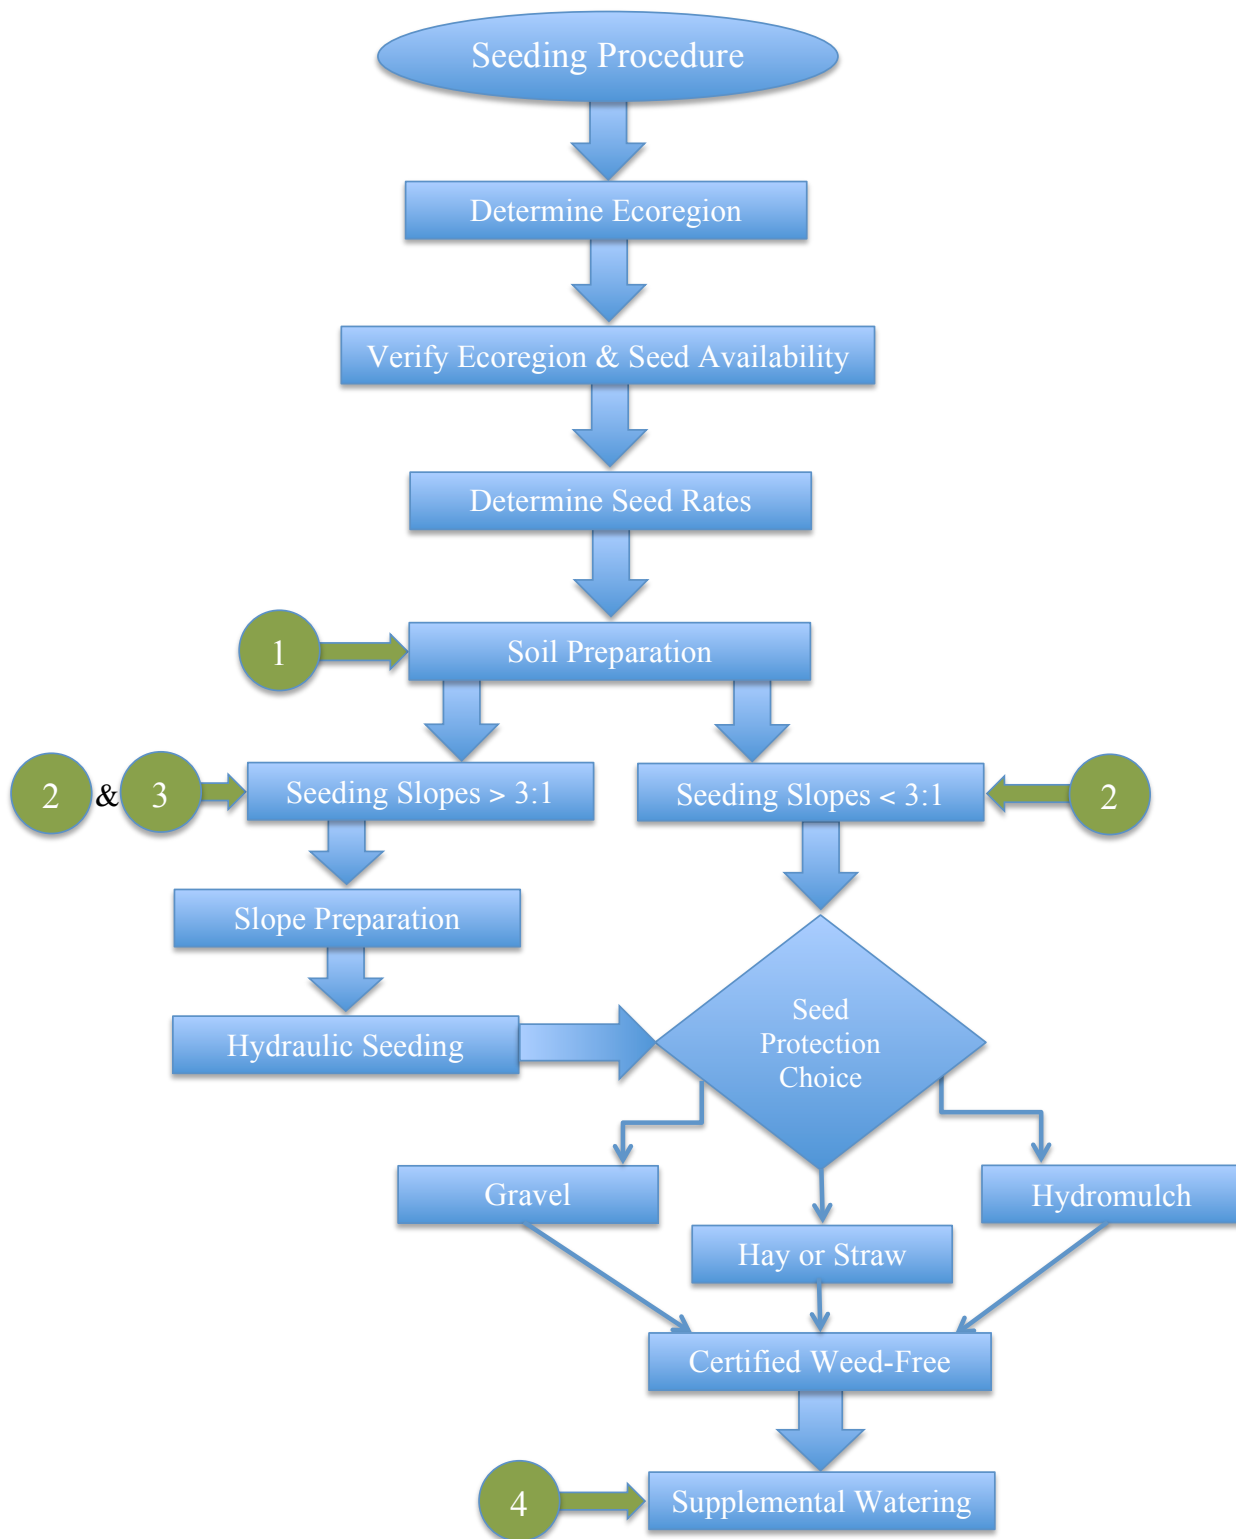 Seeding Procedure
Determine Ecoregion
Verify Ecoregion & Seed Availability
Determine Seed Rates
1
Soil Preparation
2 & 3
Seeding Slopes > 3:1
Seeding Slopes < 3:1
2
Slope Preparation
Hydraulic Seeding
Seed
Protection
Choice
Gravel
Hydromulch
Hay or Straw
Certified Weed-Free
4
Supplemental Watering